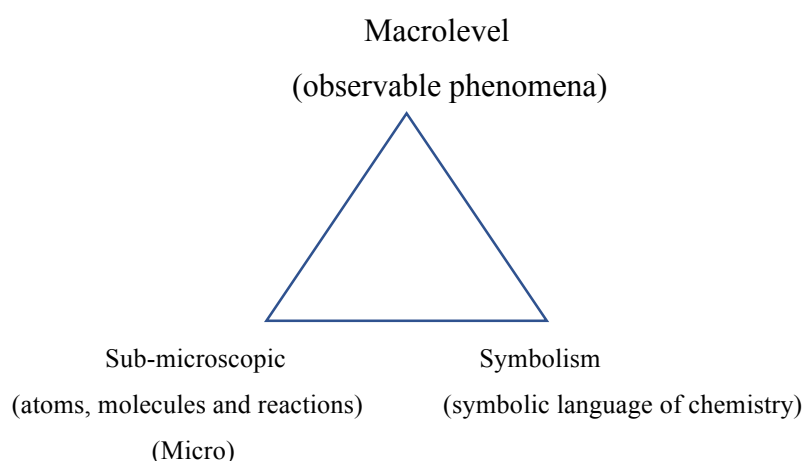 Macrolevel
(observable phenomena)
Sub-microscopic
(atoms, molecules and reactions)
(Micro)
Symbolism
(symbolic language of chemistry)